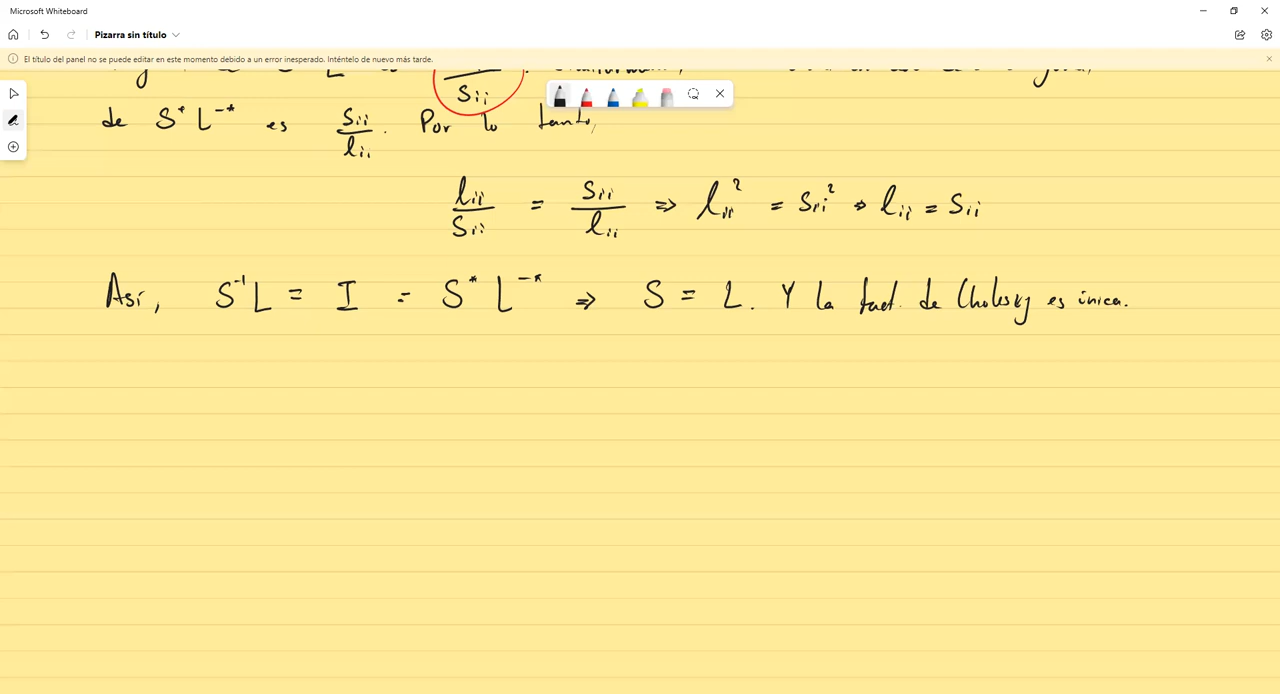 Microsoft Whiteboard
Pizarra sin título
El título del panel no se puede editar en este momento debido a un error inesperado. Inténtelo de nuevo más tarde.
Sii
de S* L^-* es Sii/lii. Por lo tanto,
lii/Sii = Sii/lii ⇒ lii² = Sii² ⇒ lii = Sii
Así, S⁻¹L = I = S* L^-* ⇒ S = L. Y la fact. de Cholesky es única.